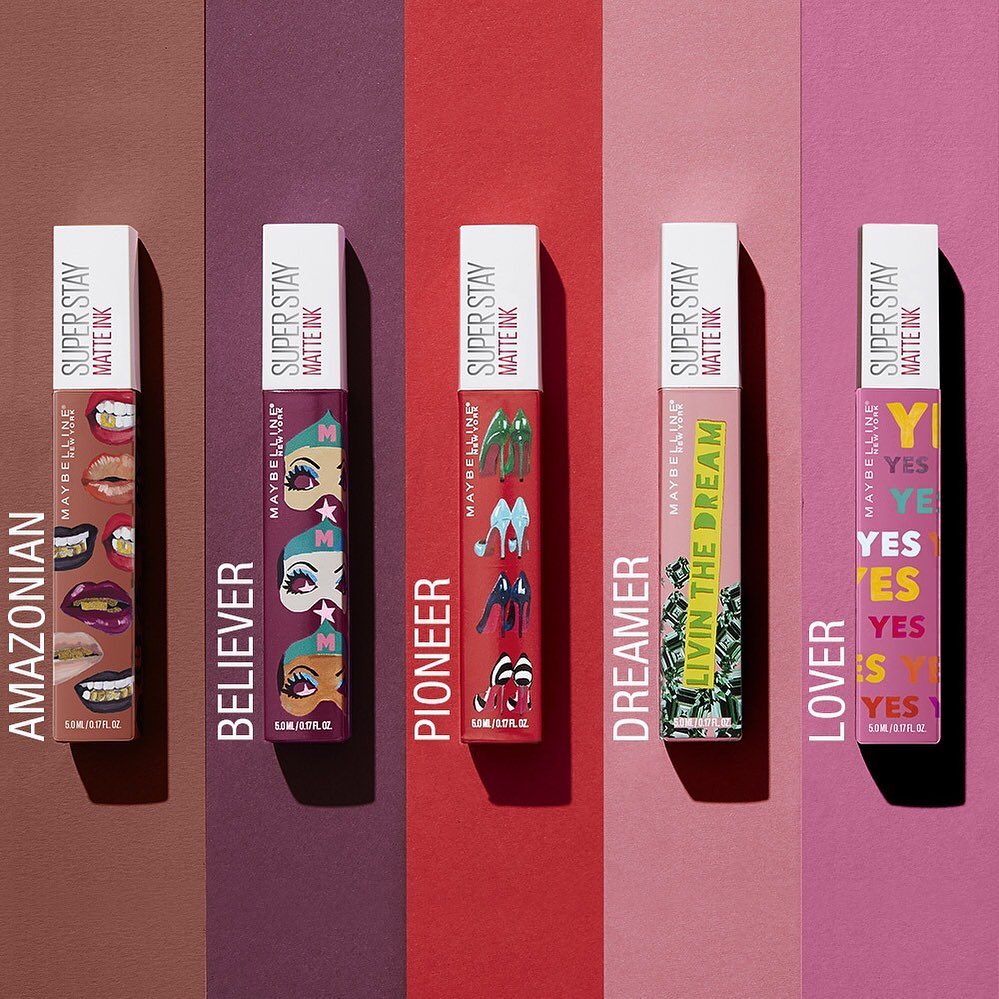 AMAZONIAN
SUPER STAY
MATTE INK
MAYBELLINE®
NEW YORK
5.0 ML / 0.17 FL. OZ.
BELIEVER
SUPER STAY
MATTE INK
MAYBELLINE®
NEW YORK
M
M
M
5.0 ML / 0.17 FL. OZ.
PIONEER
SUPER STAY
MATTE INK
MAYBELLINE®
NEW YORK
5.0 ML / 0.17 FL. OZ.
DREAMER
SUPER STAY
MATTE INK
MAYBELLINE®
NEW YORK
LIVIN THE DREAM
5.0 ML / 0.17 FL. OZ.
LOVER
SUPER STAY
MATTE INK
MAYBELLINE®
NEW YORK
YE
YES
YE
YES Y
YES
YES
ES YE
YES Y
5.0 ML / 0.17 FL. OZ.